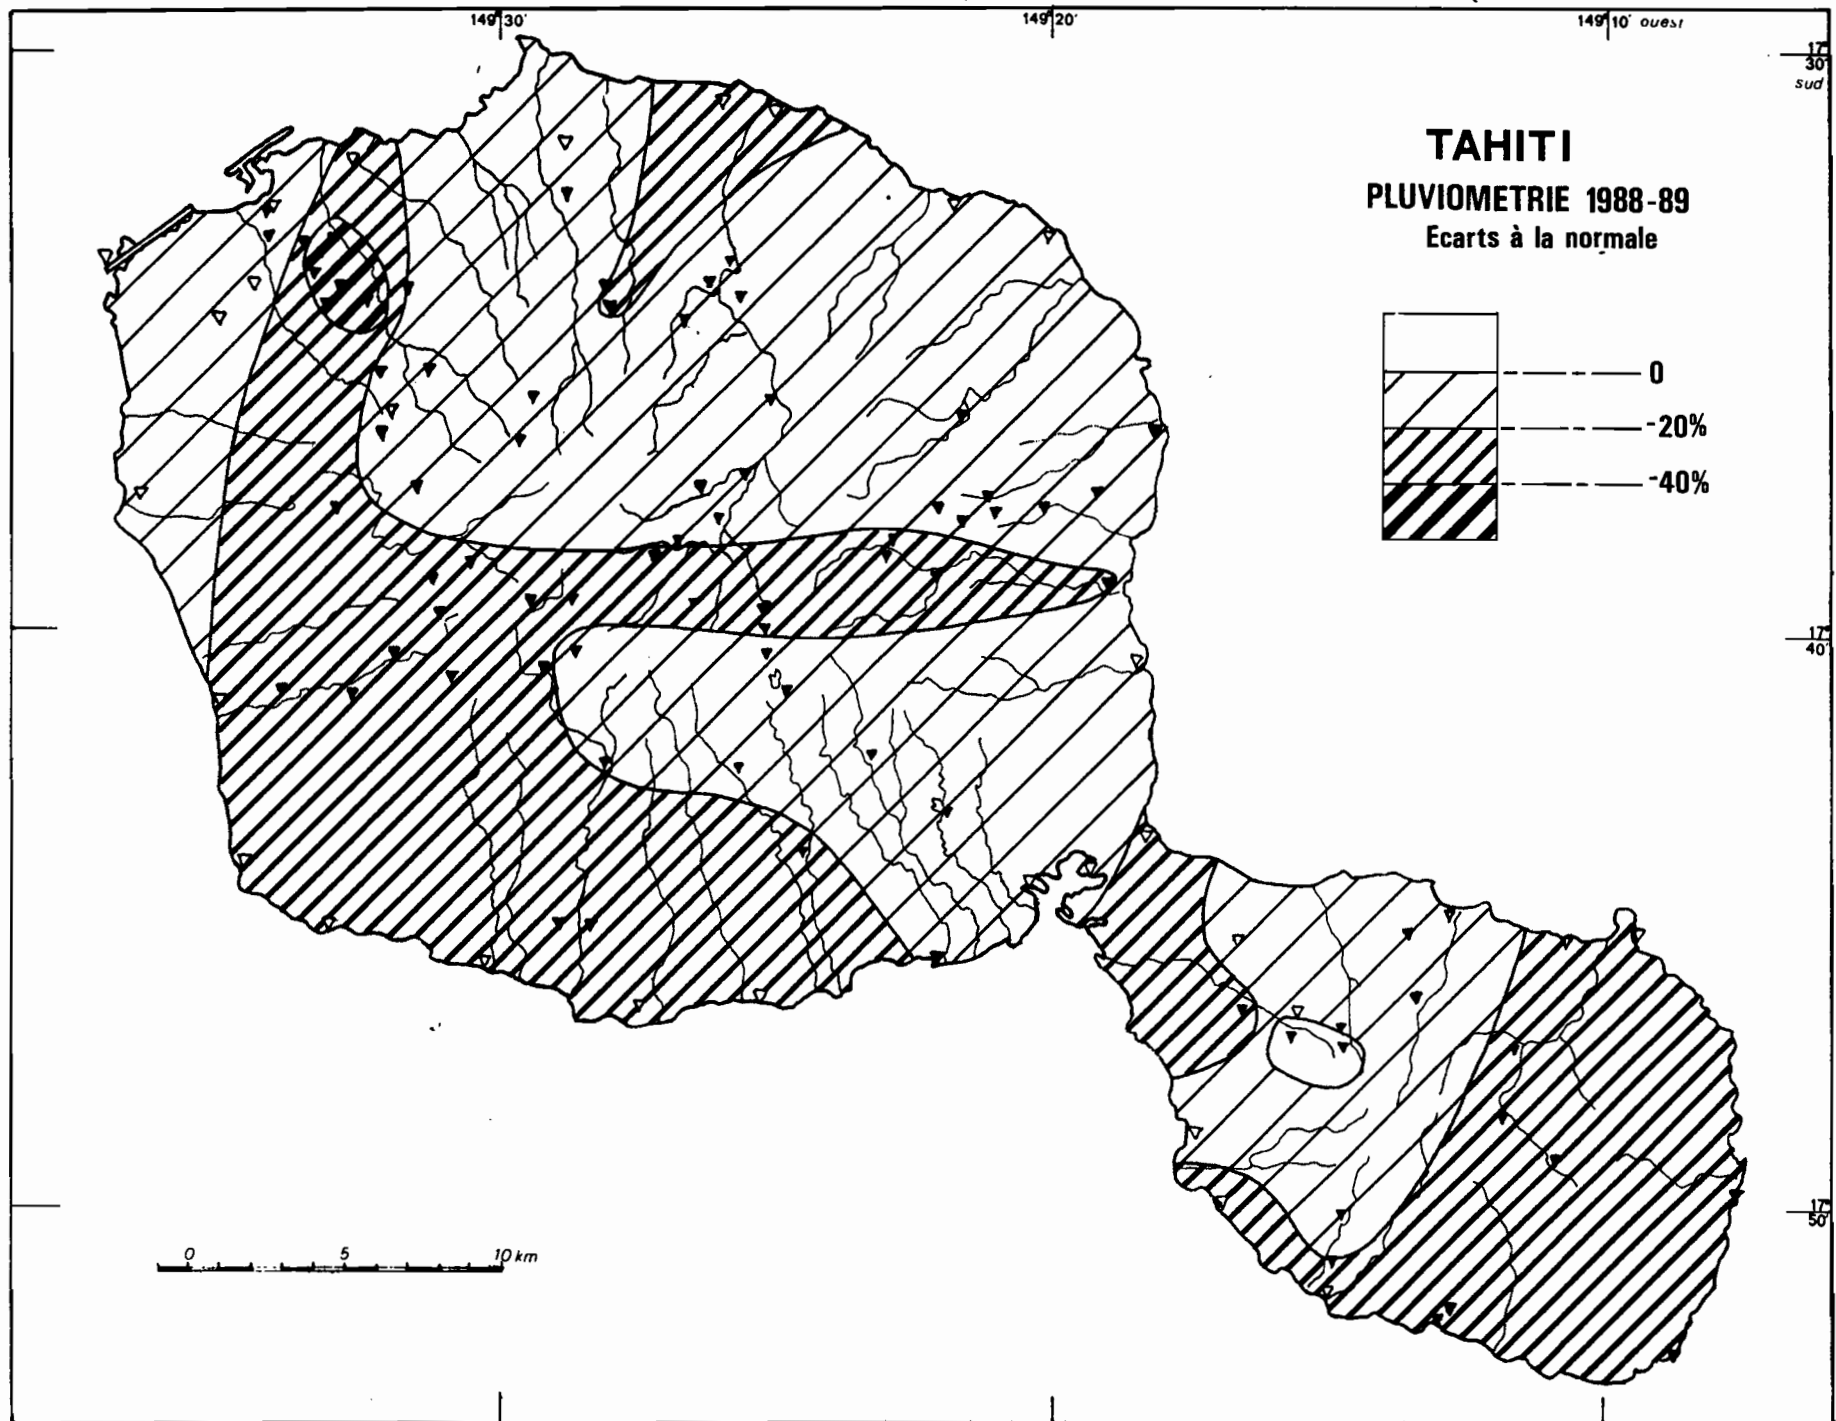 149° 30'
149° 20'
149° 10' ouest
17° 30'
sud
TAHITI
PLUVIOMETRIE 1988-89
Ecarts à la normale
0
-20%
-40%
17° 40'
17° 50'
0 5 10 km